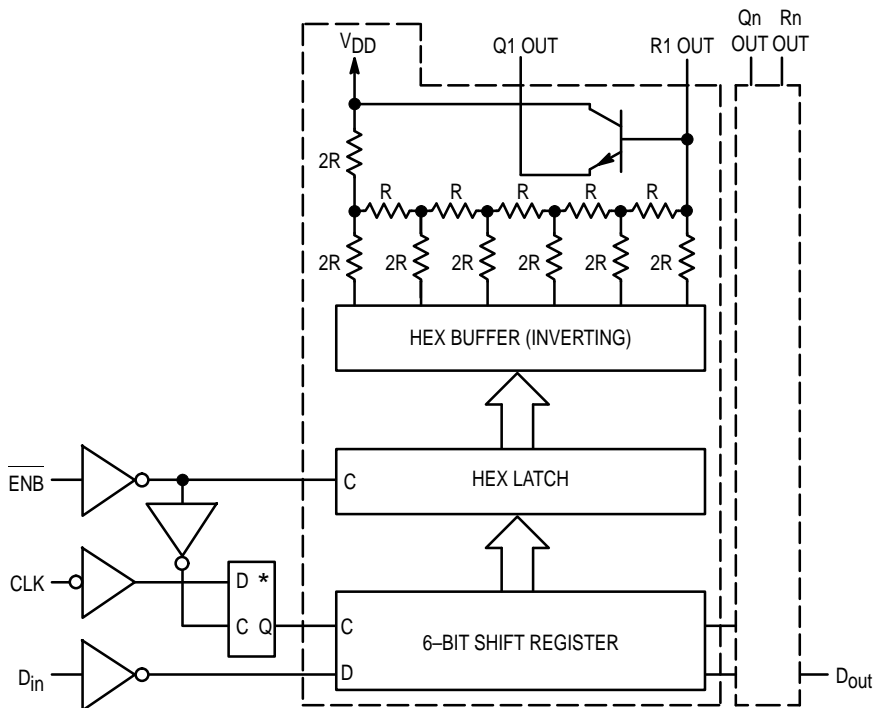 VDD
Q1 OUT
R1 OUT
Qn OUT
Rn OUT
2R
R R R R R
2R 2R 2R 2R 2R 2R
HEX BUFFER (INVERTING)
ENB
C
HEX LATCH
CLK
D *
C Q
C
6–BIT SHIFT REGISTER
Din
D
Dout